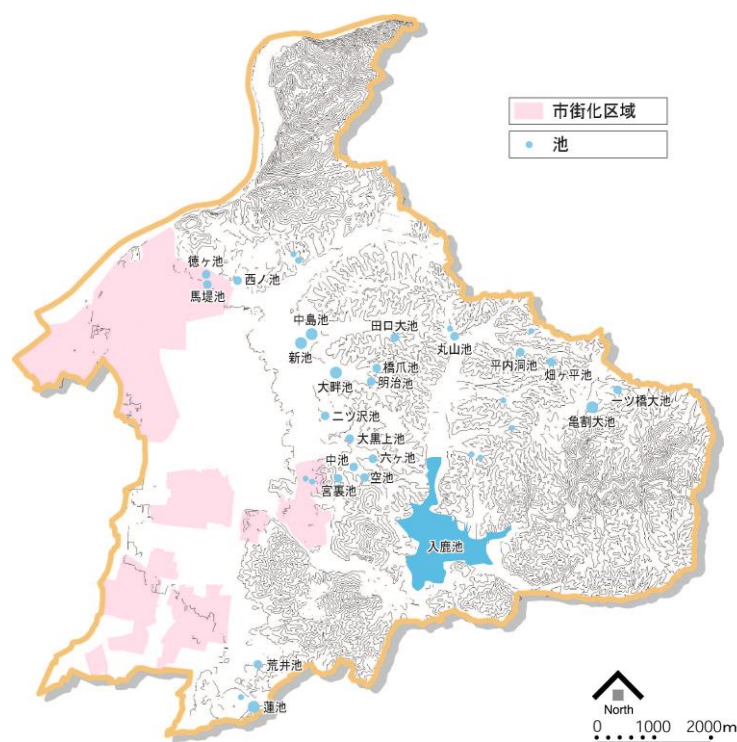 市街化区域
池
徳ヶ池
西ノ池
馬堤池
中島池
田口大池
丸山池
新池
平内洞池
畑ヶ平池
橋爪池
大畔池
明治池
一ツ橋大池
亀割大池
二ツ沢池
大黒上池
中池
六ヶ池
宮裏池
空池
入鹿池
荒井池
蓮池
North
0 1000 2000m